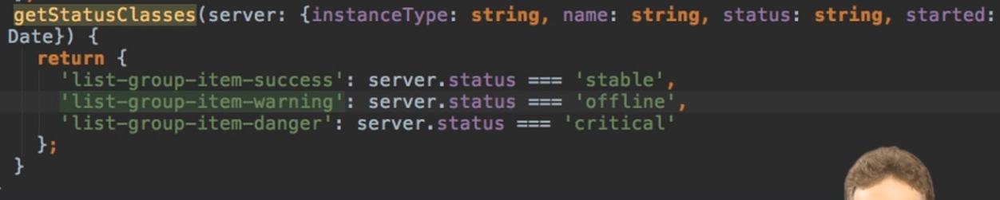 getStatusClasses(server: {instanceType: string, name: string, status: string, started:
Date}) {
return {
'list-group-item-success': server.status === 'stable',
'list-group-item-warning': server.status === 'offline',
'list-group-item-danger': server.status === 'critical'
};
}